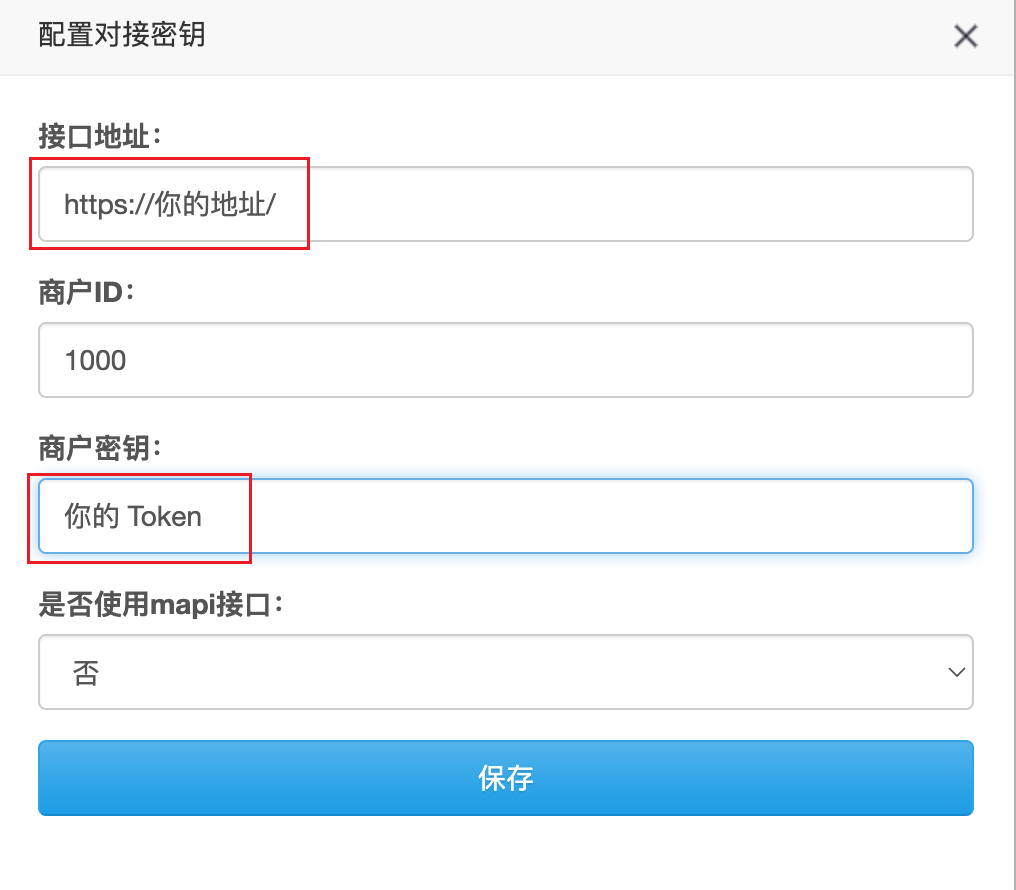 配置对接密钥
接口地址：
https://你的地址/
商户ID：
1000
商户密钥：
你的 Token
是否使用mapi接口：
否
保存